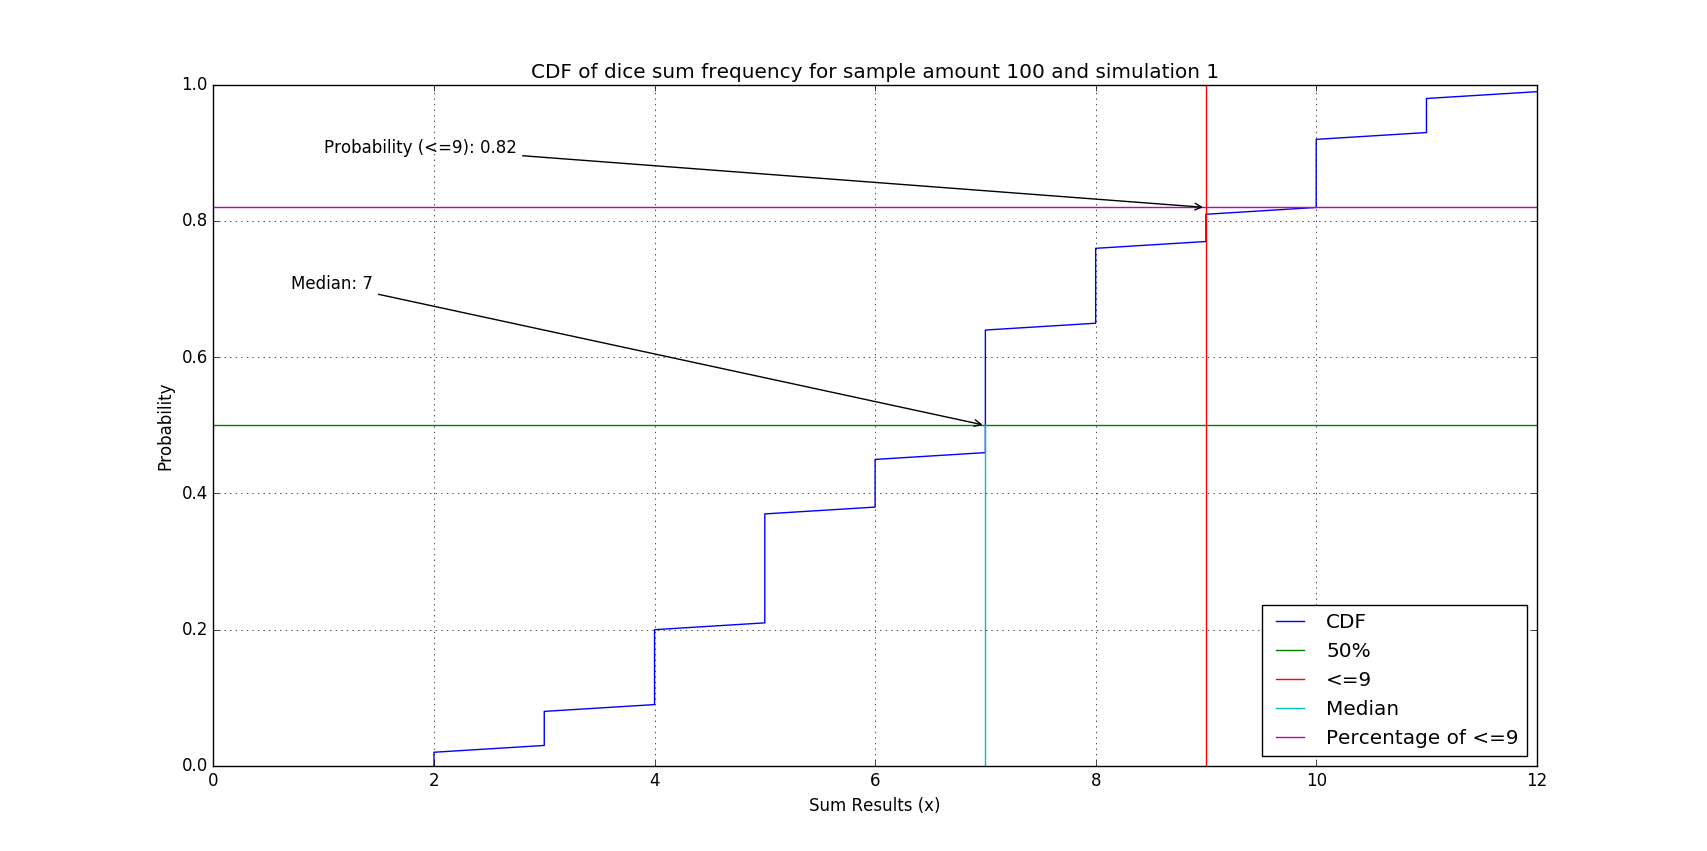 CDF of dice sum frequency for sample amount 100 and simulation 1
1.0
Probability (<=9): 0.82
0.8
Median: 7
0.6
Probability
0.4
0.2
0.0
CDF
50%
<=9
Median
Percentage of <=9
0 2 4 6 8 10 12
Sum Results (x)